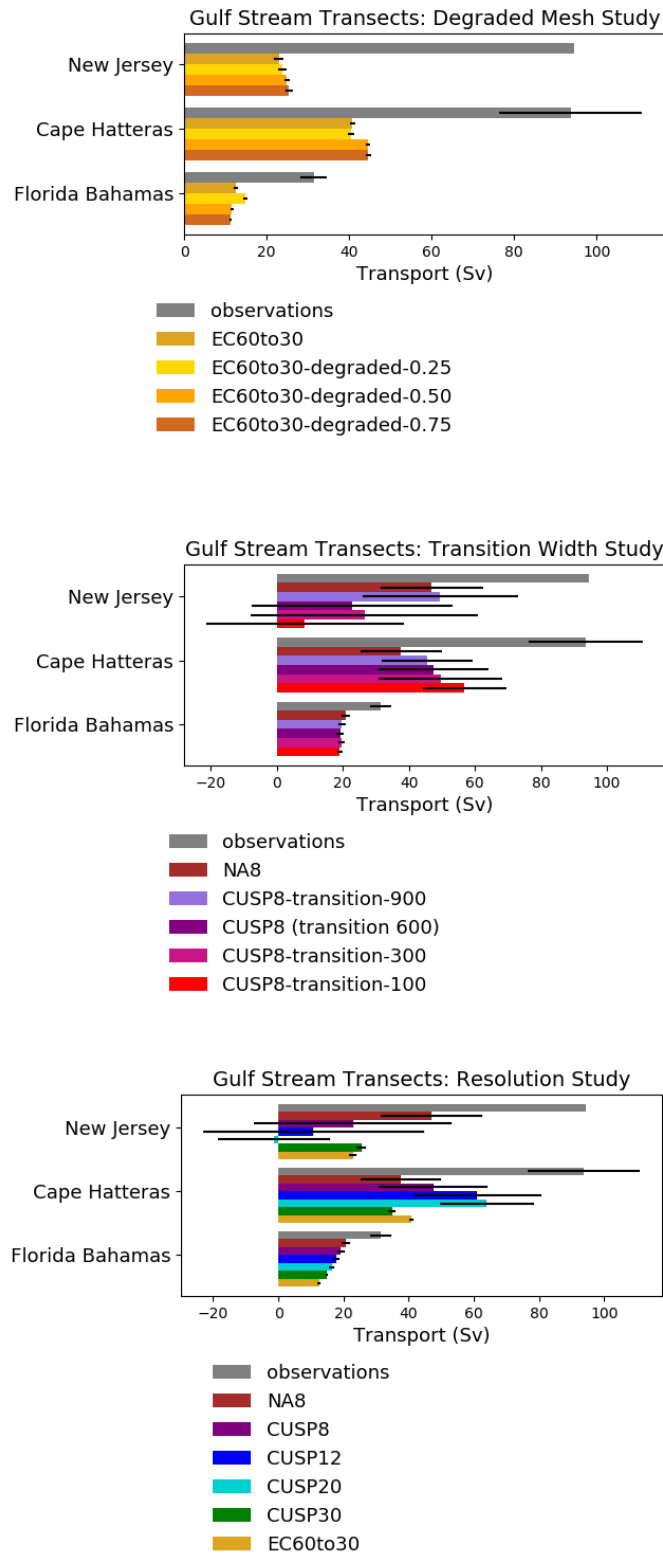 Gulf Stream Transects: Degraded Mesh Study
New Jersey
Cape Hatteras
Florida Bahamas
0 20 40 60 80 100
Transport (Sv)
observations
EC60to30
EC60to30-degraded-0.25
EC60to30-degraded-0.50
EC60to30-degraded-0.75
Gulf Stream Transects: Transition Width Study
New Jersey
Cape Hatteras
Florida Bahamas
−20 0 20 40 60 80 100
Transport (Sv)
observations
NA8
CUSP8-transition-900
CUSP8 (transition 600)
CUSP8-transition-300
CUSP8-transition-100
Gulf Stream Transects: Resolution Study
New Jersey
Cape Hatteras
Florida Bahamas
−20 0 20 40 60 80 100
Transport (Sv)
observations
NA8
CUSP8
CUSP12
CUSP20
CUSP30
EC60to30